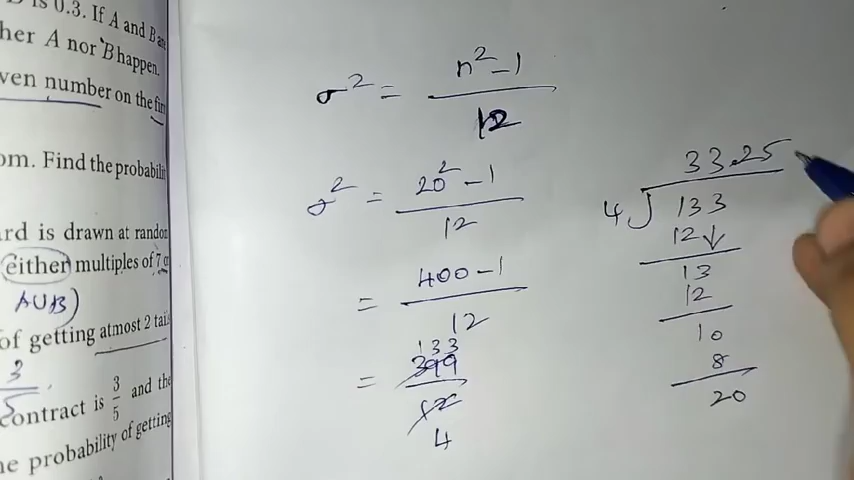 is 0.3. If A and B are
her A nor B happen.
ven number on the fir
om. Find the probabili
ard is drawn at random
either multiples of 7 o
A∪B)
of getting atmost 2 tai
3/5
contract is 3/5 and the
he probability of getting
σ² = (n² - 1)/12
σ² = (20² - 1)/12
= (400 - 1)/12
133
= 399/12
4
33.25
4 ) 133
12↓
13
12
10
8
20